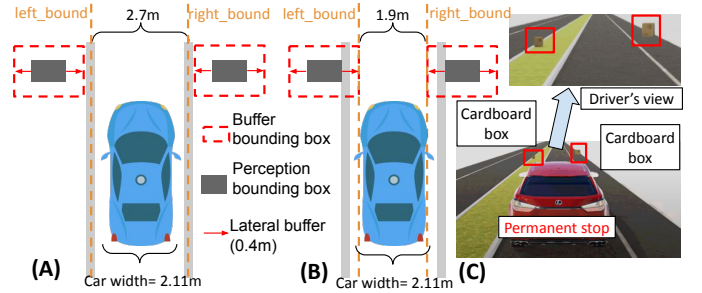 left_bound
2.7m
right_bound
Buffer
bounding box
Perception
bounding box
Lateral buffer
(0.4m)
(A)
Car width= 2.11m
left_bound
1.9m
right_bound
(B)
Car width= 2.11m
Driver's view
Cardboard
box
Cardboard
box
Permanent stop
(C)